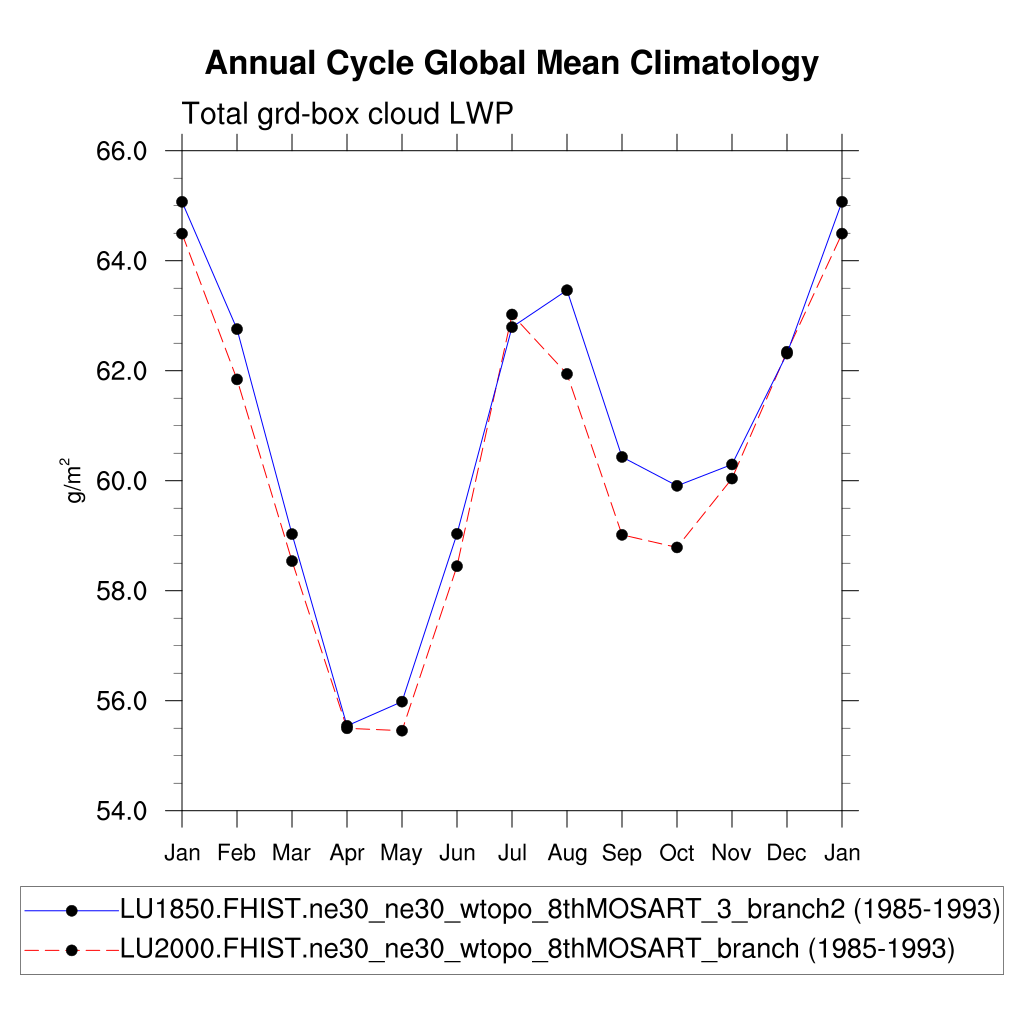 Annual Cycle Global Mean Climatology
Total grd-box cloud LWP
66.0
64.0
62.0
60.0
58.0
56.0
54.0
g/m²
Jan Feb Mar Apr May Jun Jul Aug Sep Oct Nov Dec Jan
LU1850.FHIST.ne30_ne30_wtopo_8thMOSART_3_branch2 (1985-1993)
LU2000.FHIST.ne30_ne30_wtopo_8thMOSART_branch (1985-1993)